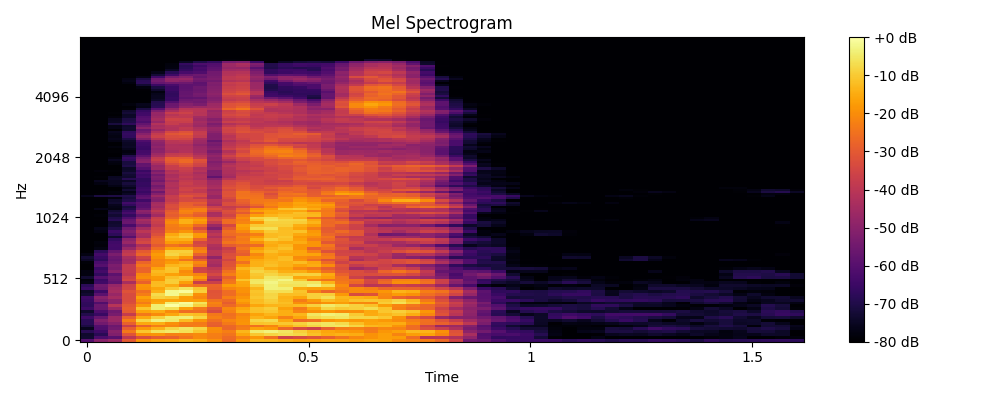 Mel Spectrogram
Hz
4096
2048
1024
512
0
0
0.5
1
1.5
Time
+0 dB
-10 dB
-20 dB
-30 dB
-40 dB
-50 dB
-60 dB
-70 dB
-80 dB